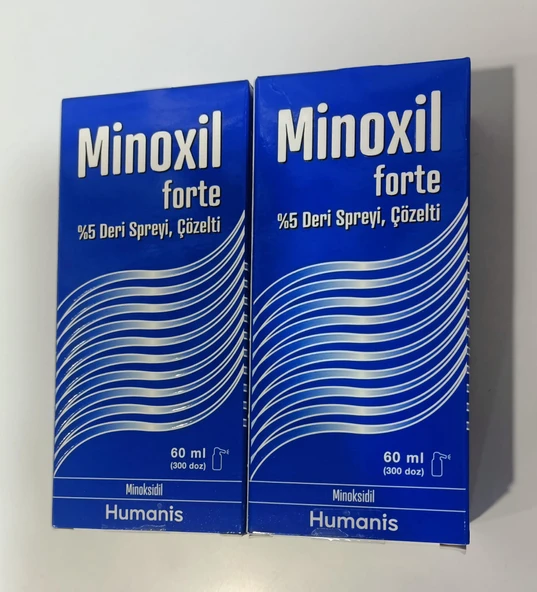 Minoxil
forte
%5 Deri Spreyi, Çözelti
60 ml
(300 doz)
Minoksidil
Humanis
Minoxil
forte
%5 Deri Spreyi, Çözelti
60 ml
(300 doz)
Minoksidil
Humanis